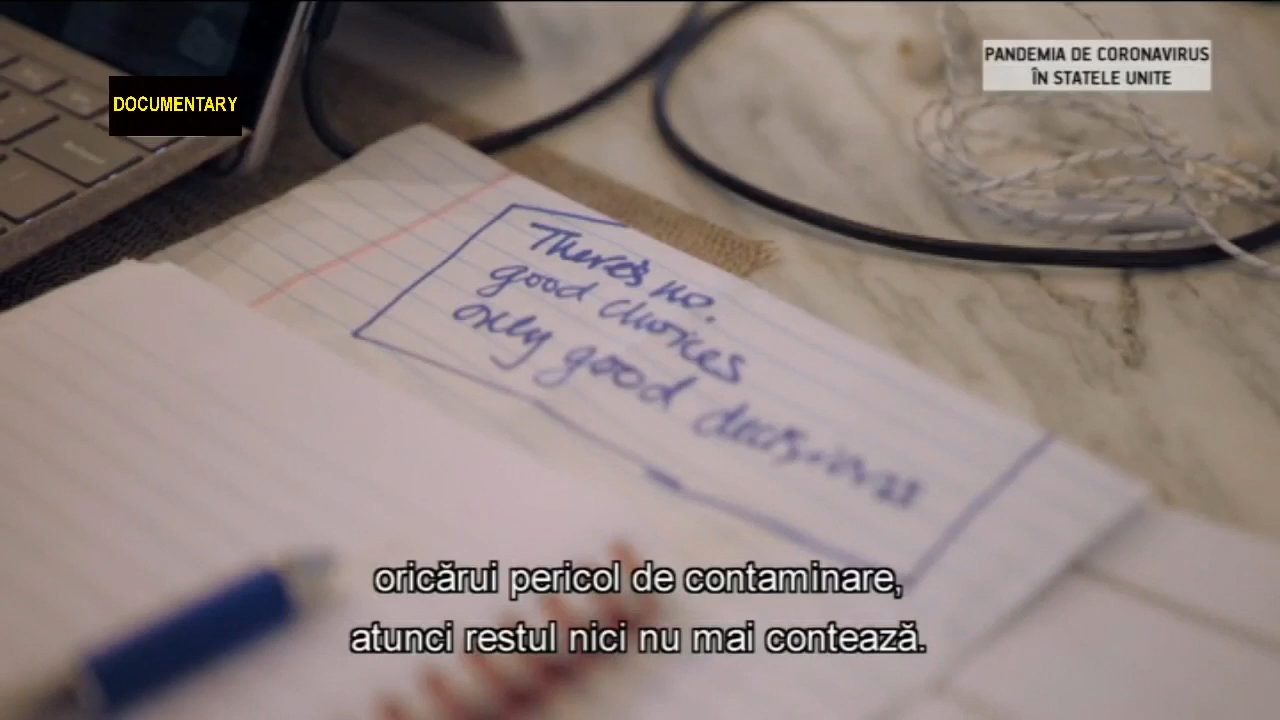 PANDEMIA DE CORONAVIRUS
ÎN STATELE UNITE
DOCUMENTARY
There's no.
good choices
only good decisions
oricărui pericol de contaminare,
atunci restul nici nu mai contează.